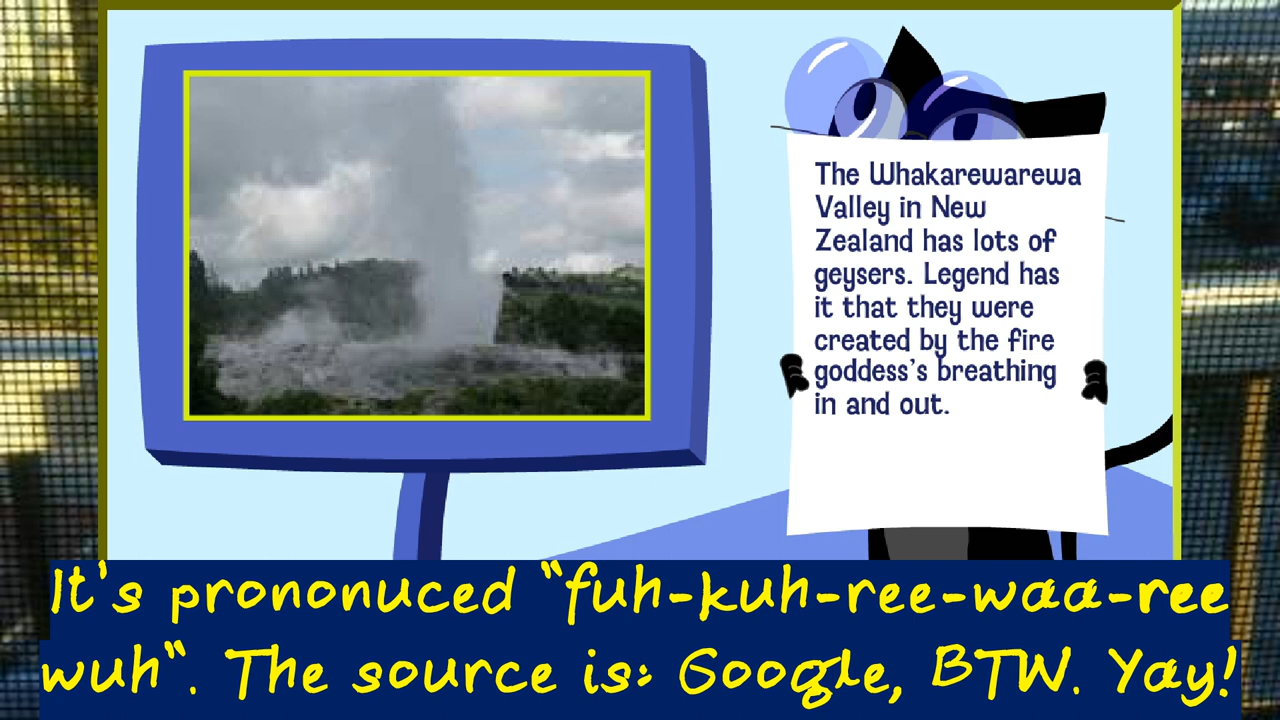 The Whakarewarewa
Valley in New
Zealand has lots of
geysers. Legend has
it that they were
created by the fire
goddess's breathing
in and out.
It's prononuced "fuh-kuh-ree-waa-ree
wuh". The source is: Google, BTW. Yay!